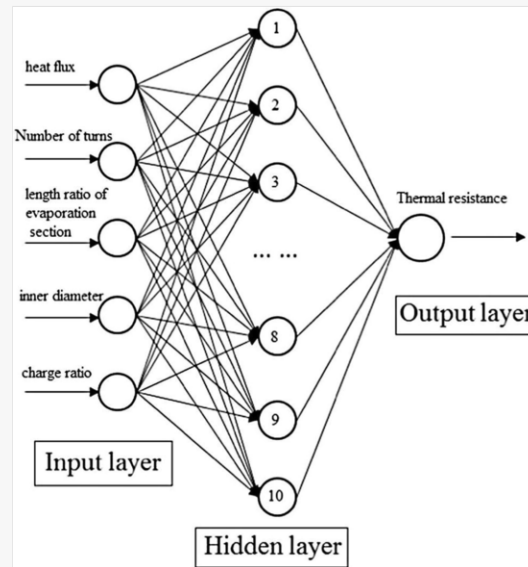 heat flux
Number of turns
length ratio of
evaporation
section
inner diameter
charge ratio
Input layer
1
2
3
... ...
8
9
10
Hidden layer
Thermal resistance
Output layer